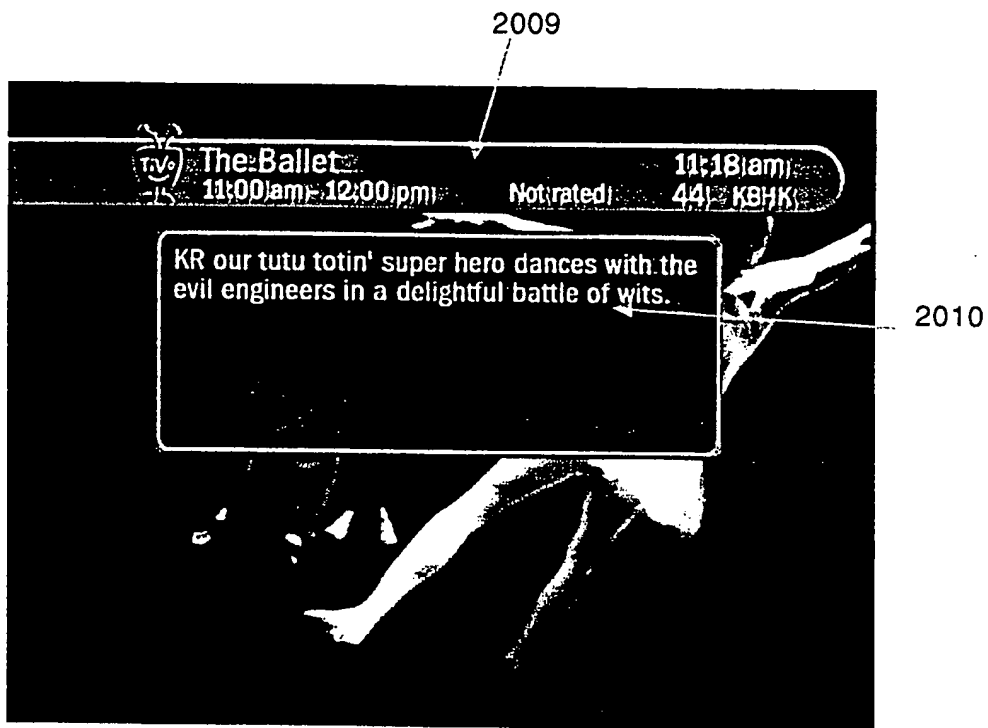 2009
TiVo
The Ballet
11:18 am
11:00 am - 12:00 pm
Not rated
44 KBHK
KR our tutu totin' super hero dances with the
evil engineers in a delightful battle of wits.
2010